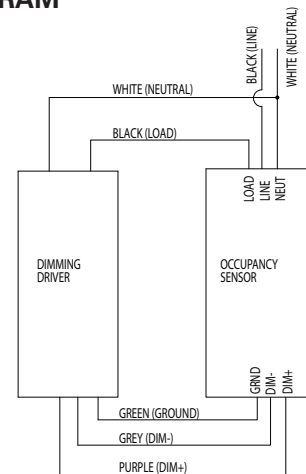 RAM
BLACK (LINE)
WHITE (NEUTRAL)
WHITE (NEUTRAL)
BLACK (LOAD)
LOAD
LINE
NEUT
DIMMING
DRIVER
OCCUPANCY
SENSOR
GRND
DIM-
DIM+
GREEN (GROUND)
GREY (DIM-)
PURPLE (DIM+)